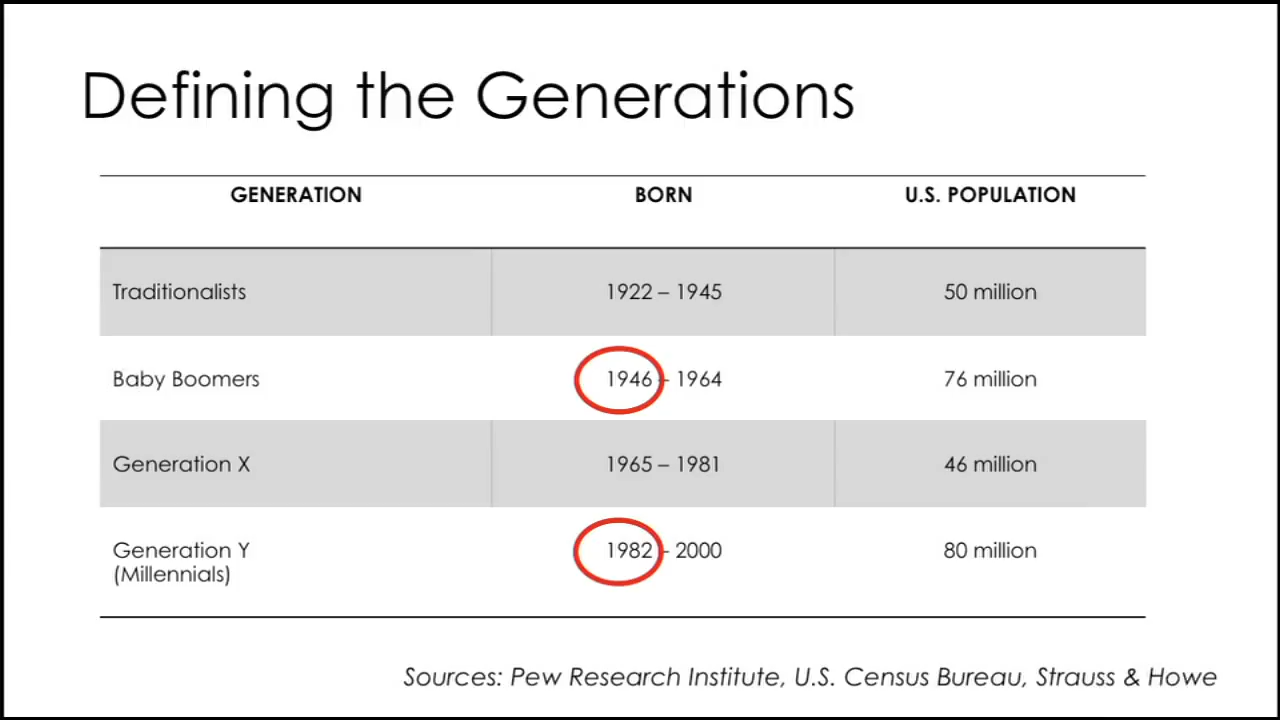 Defining the Generations
GENERATION BORN U.S. POPULATION
Traditionalists 1922 – 1945 50 million
Baby Boomers 1946 – 1964 76 million
Generation X 1965 – 1981 46 million
Generation Y 1982 - 2000 80 million
(Millennials)
Sources: Pew Research Institute, U.S. Census Bureau, Strauss & Howe